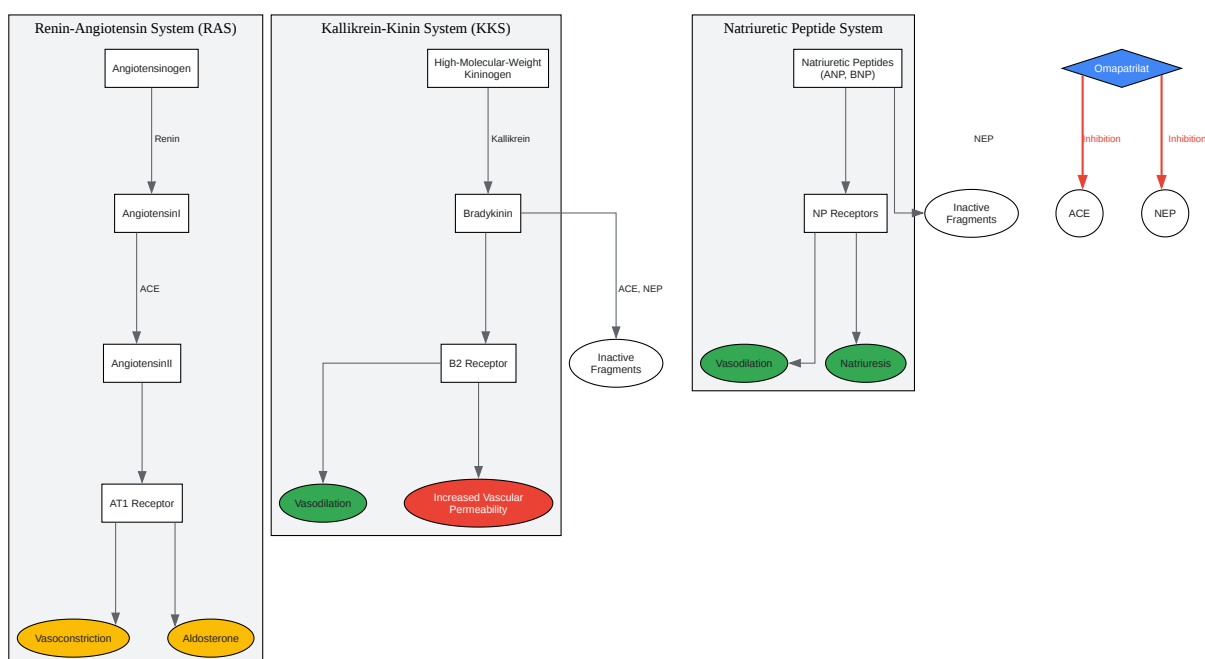 Renin-Angiotensin System (RAS)
Angiotensinogen
Renin
AngiotensinI
ACE
AngiotensinII
AT1 Receptor
Vasoconstriction
Aldosterone
Kallikrein-Kinin System (KKS)
High-Molecular-Weight
Kininogen
Kallikrein
Bradykinin
ACE, NEP
B2 Receptor
Inactive
Fragments
Vasodilation
Increased Vascular
Permeability
Natriuretic Peptide System
Natriuretic Peptides
(ANP, BNP)
NEP
NP Receptors
Inactive
Fragments
Vasodilation
Natriuresis
Omapatrilat
Inhibition
Inhibition
ACE
NEP